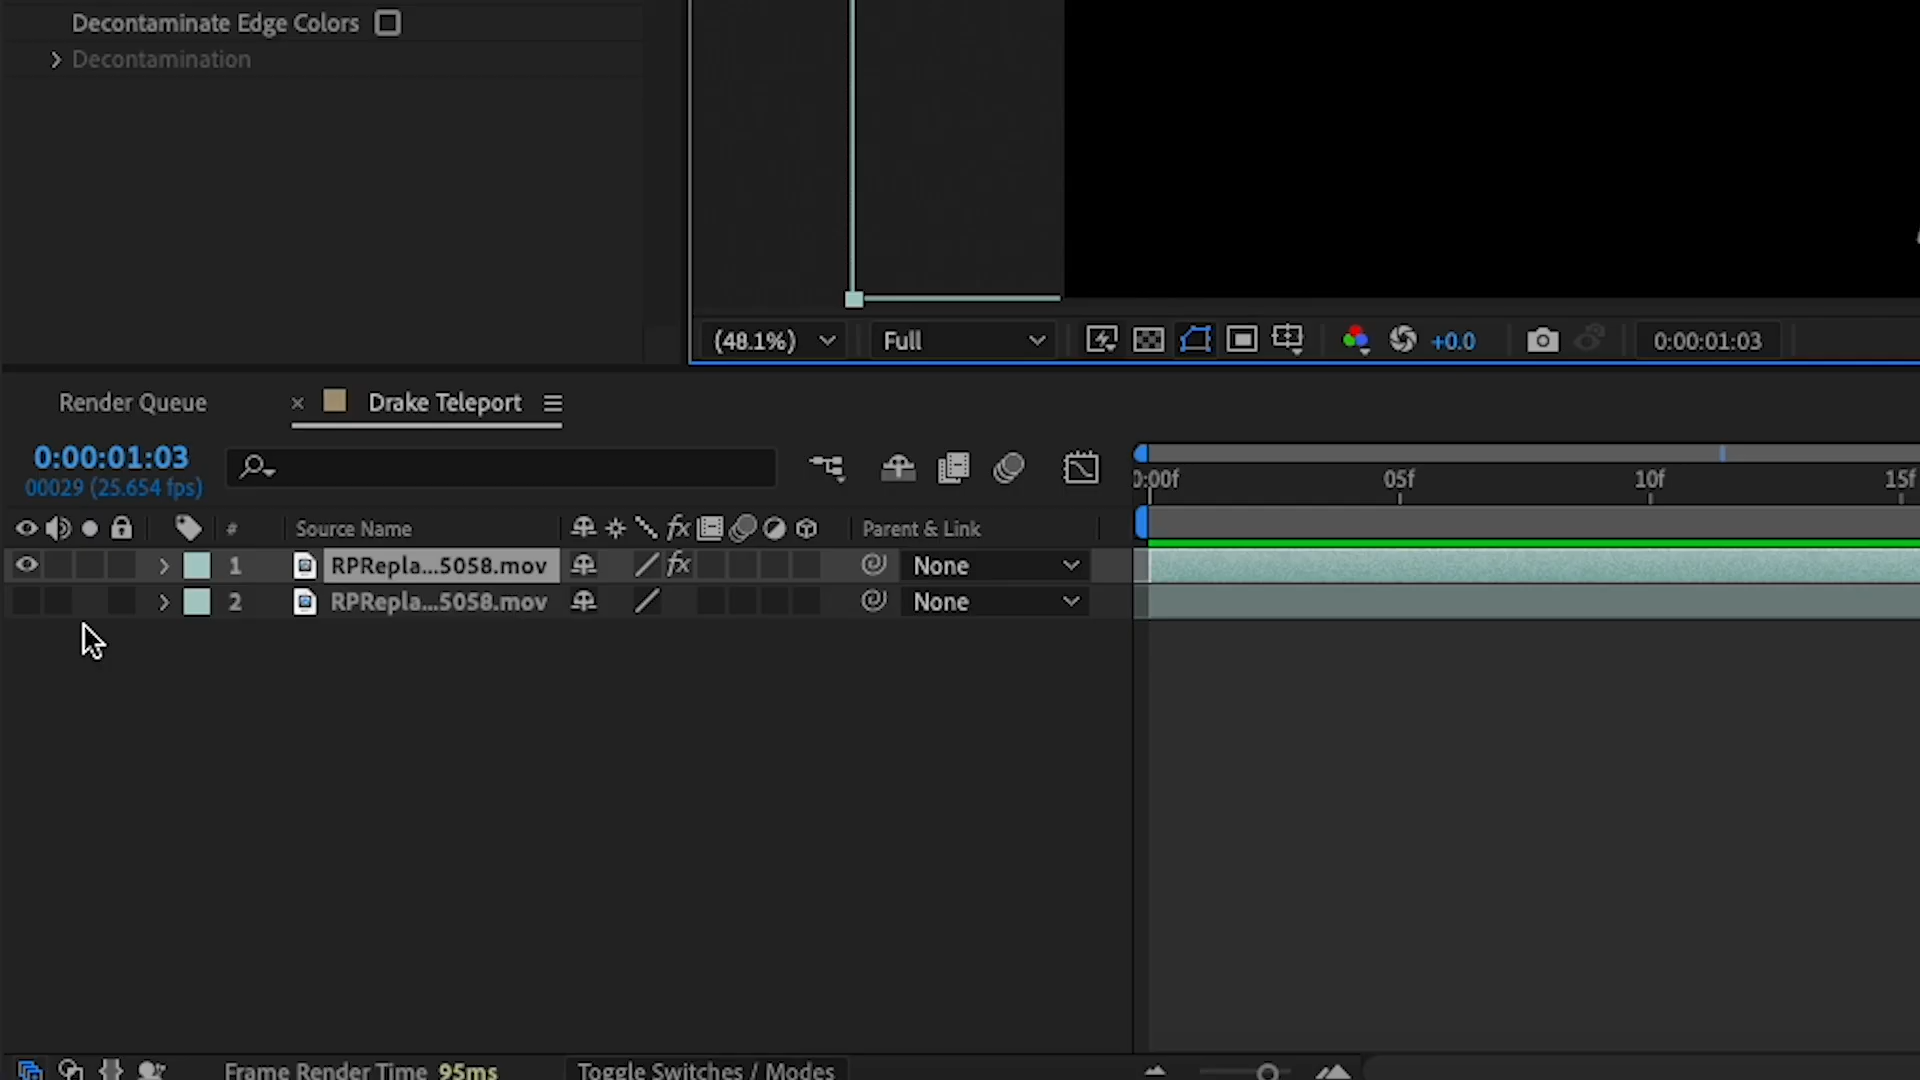 Decontaminate Edge Colors
Decontamination
(48.1%)
Full
+0.0
0:00:01:03
Render Queue
× Drake Teleport
0:00:01:03
00029 (25.654 fps)
0:00f 05f 10f 15f
# Source Name fx Parent & Link
1 RPRepla...5058.mov fx None
2 RPRepla...5058.mov None
Frame Render Time 95ms
Toggle Switches / Modes